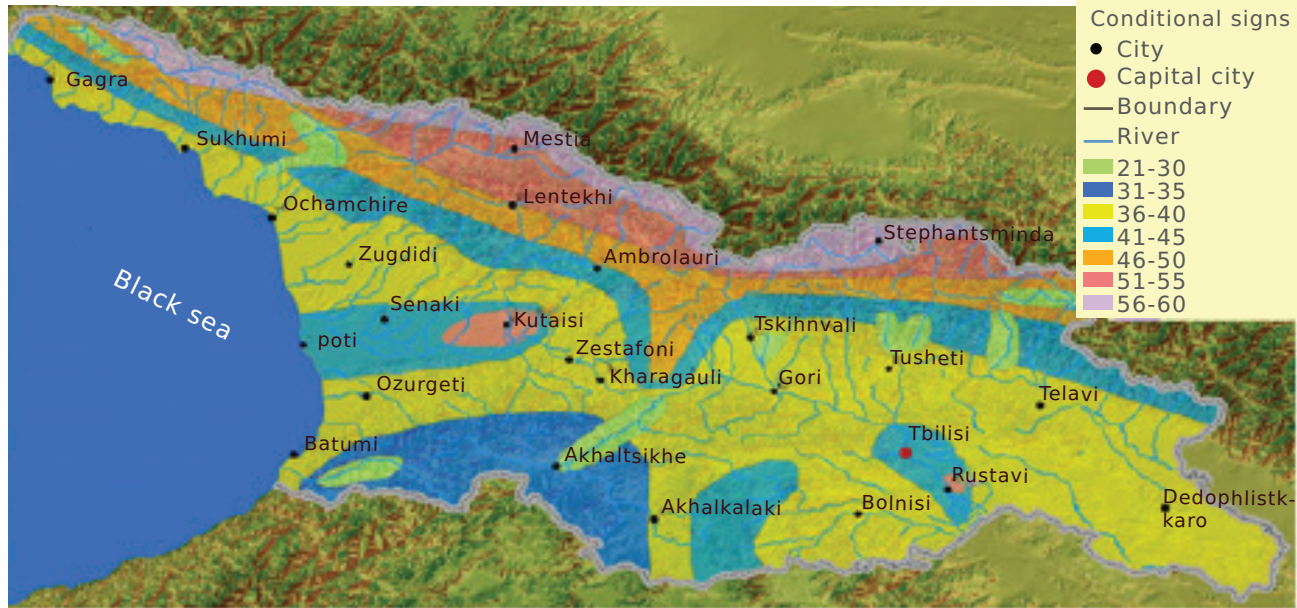 Conditional signs
City
Capital city
Boundary
River
21-30
31-35
36-40
41-45
46-50
51-55
56-60
Gagra
Sukhumi
Mestia
Ochamchire
Lentekhi
Stephantsminda
Zugdidi
Ambrolauri
Black sea
Senaki
Kutaisi
Tskihnvali
poti
Zestafoni
Tusheti
Ozurgeti
Kharagauli
Gori
Telavi
Batumi
Akhaltsikhe
Tbilisi
Rustavi
Akhalkalaki
Bolnisi
Dedophlistk-
karo